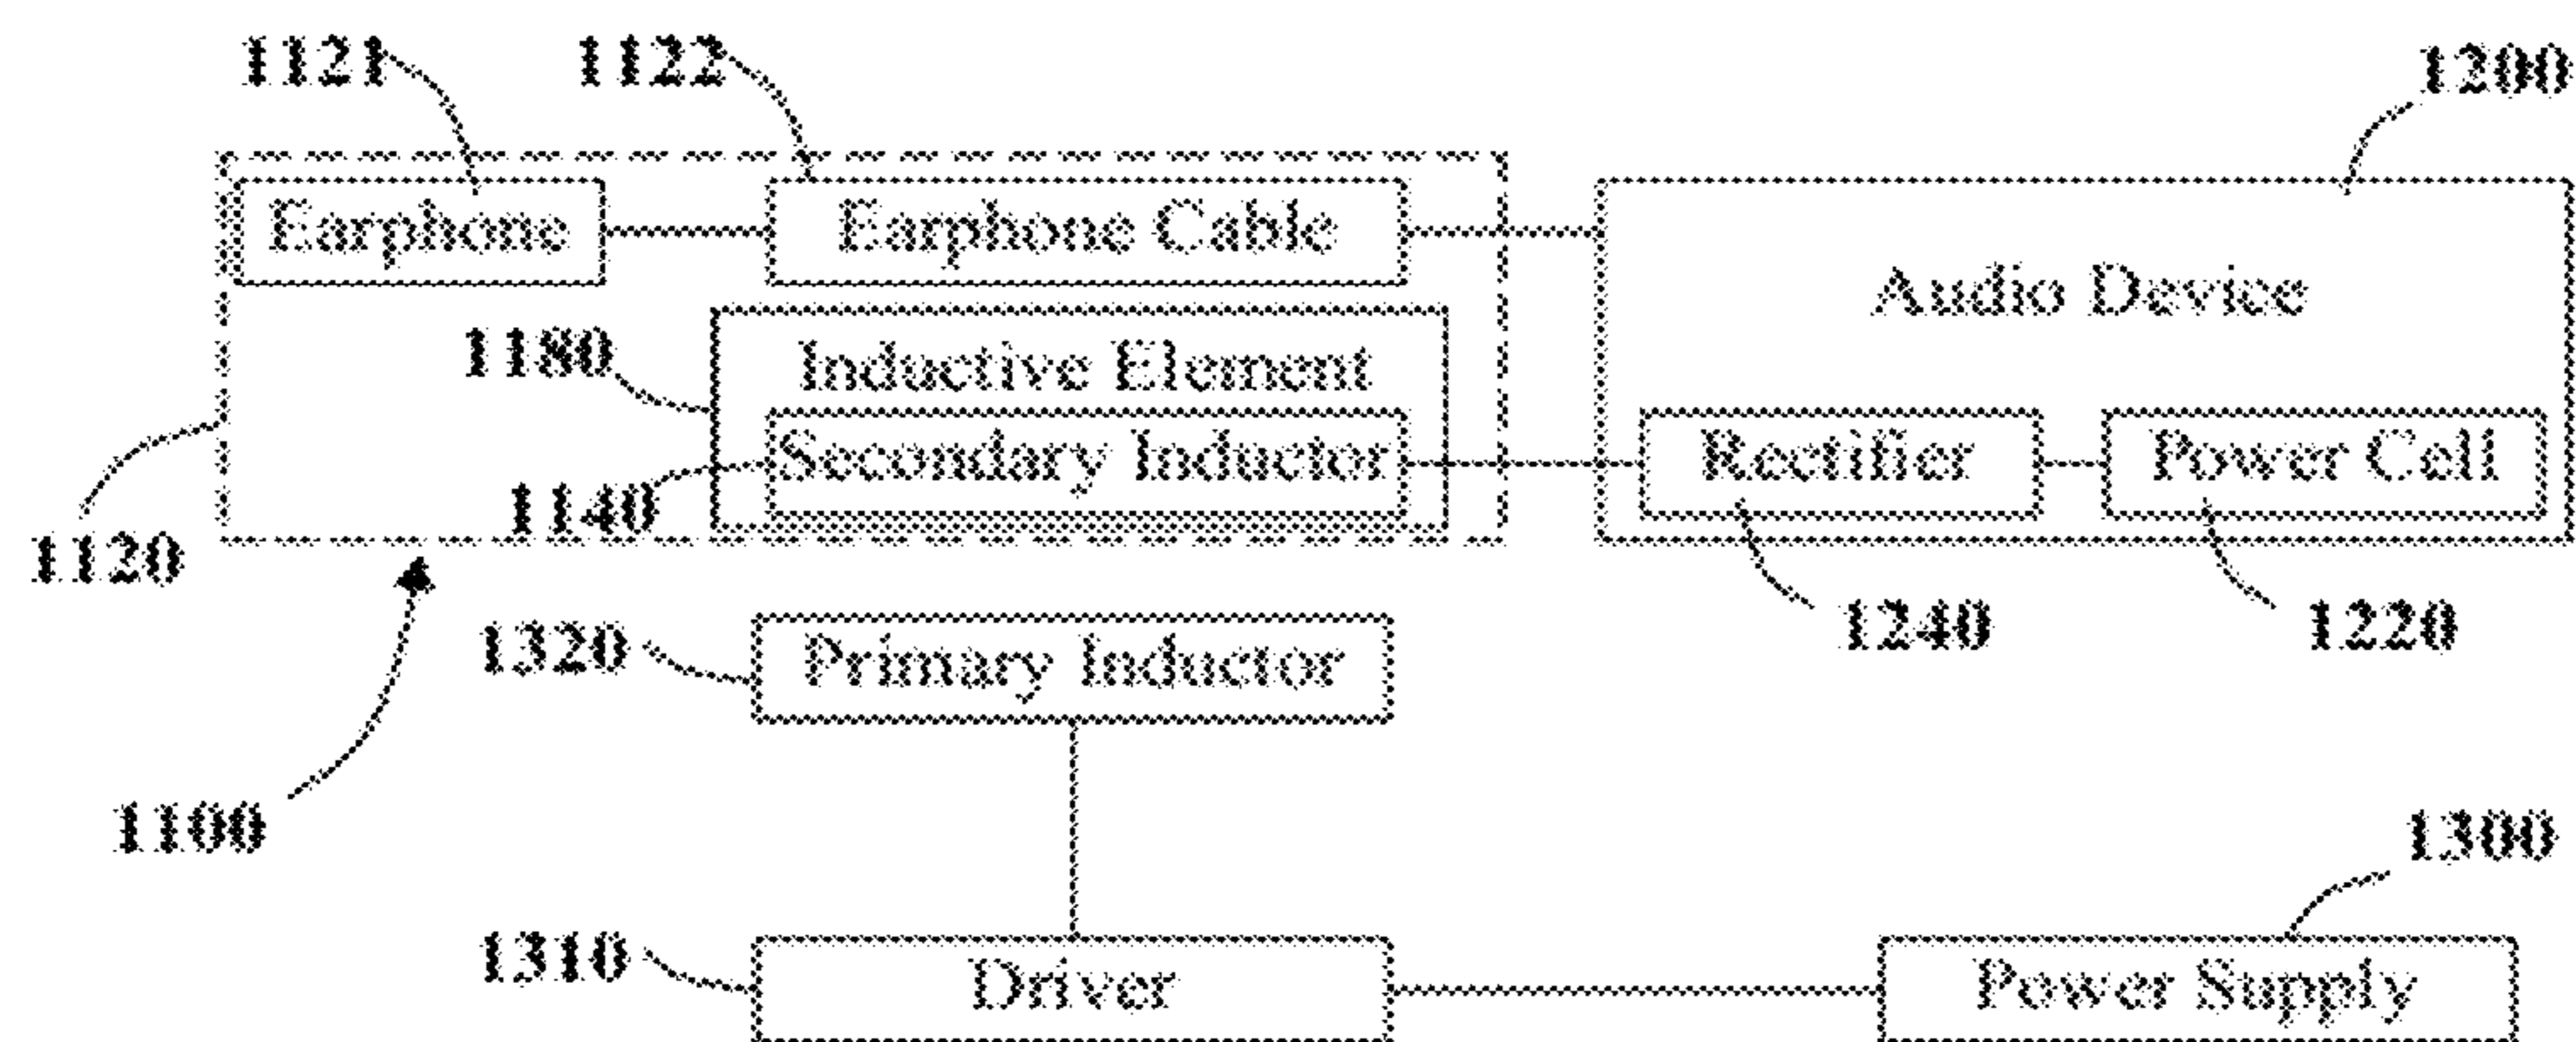 1121 1122 1200
Earphone Earphone Cable
Audio Device
1180 Inductive Element
Secondary Inductor Rectifier Power Cell
1140
1120
1320 Primary Inductor 1240 1220
1100 1300
1310 Driver Power Supply